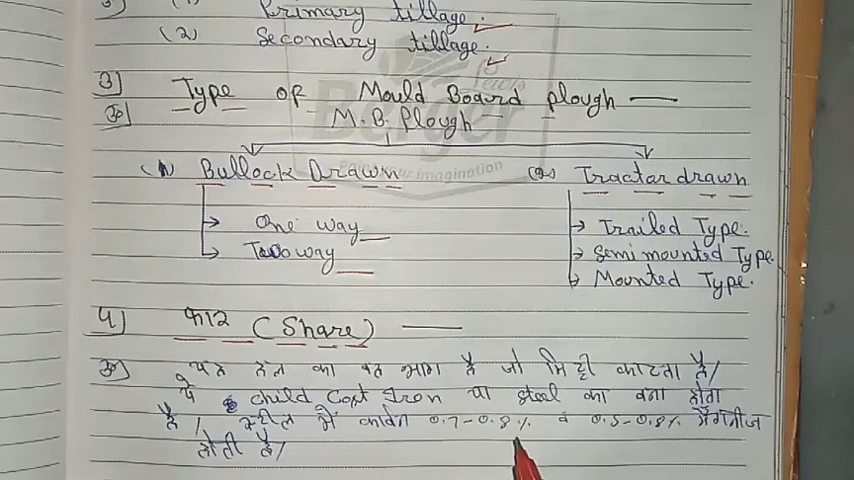 (1) Primary tillage.
(2) Secondary tillage.
3] Type of Mould Board plough —
M.B. Plough
(1) Bullock Drawn (2) Tractor drawn
→ One way → Trailed Type.
→ Two way → Semi mounted Type
→ Mounted Type.
4] फार (Share) —
यह हल का वह भाग है जो मिट्टी काटता है/
ये child Cast Iron या steel का बना होता
है / स्टील में कार्बन 0.7-0.8% व 0.5-0.8% मैंगनीज
होती है/